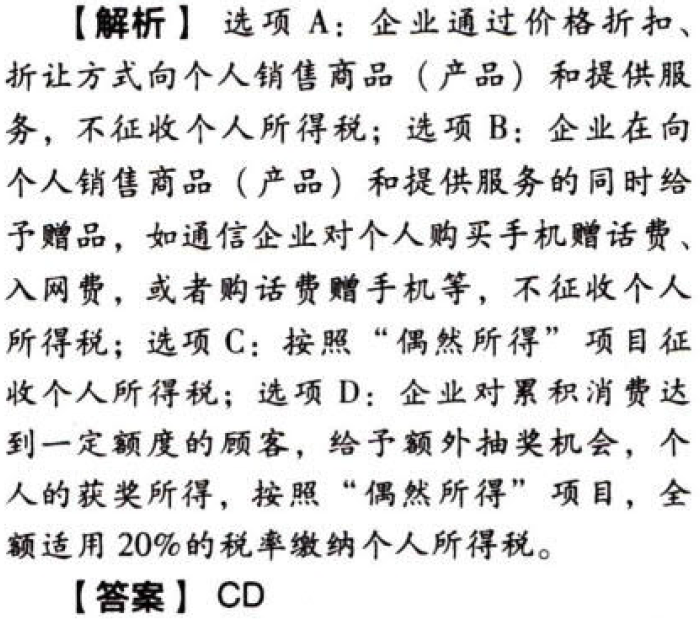 【解析】 选项 A：企业通过价格折扣、
折让方式向个人销售商品（产品）和提供服
务，不征收个人所得税；选项 B：企业在向
个人销售商品（产品）和提供服务的同时给
予赠品，如通信企业对个人购买手机赠话费、
入网费，或者购话费赠手机等，不征收个人
所得税；选项 C：按照“偶然所得”项目征
收个人所得税；选项 D：企业对累积消费达
到一定额度的顾客，给予额外抽奖机会，个
人的获奖所得，按照“偶然所得”项目，全
额适用 20%的税率缴纳个人所得税。
【答案】 CD